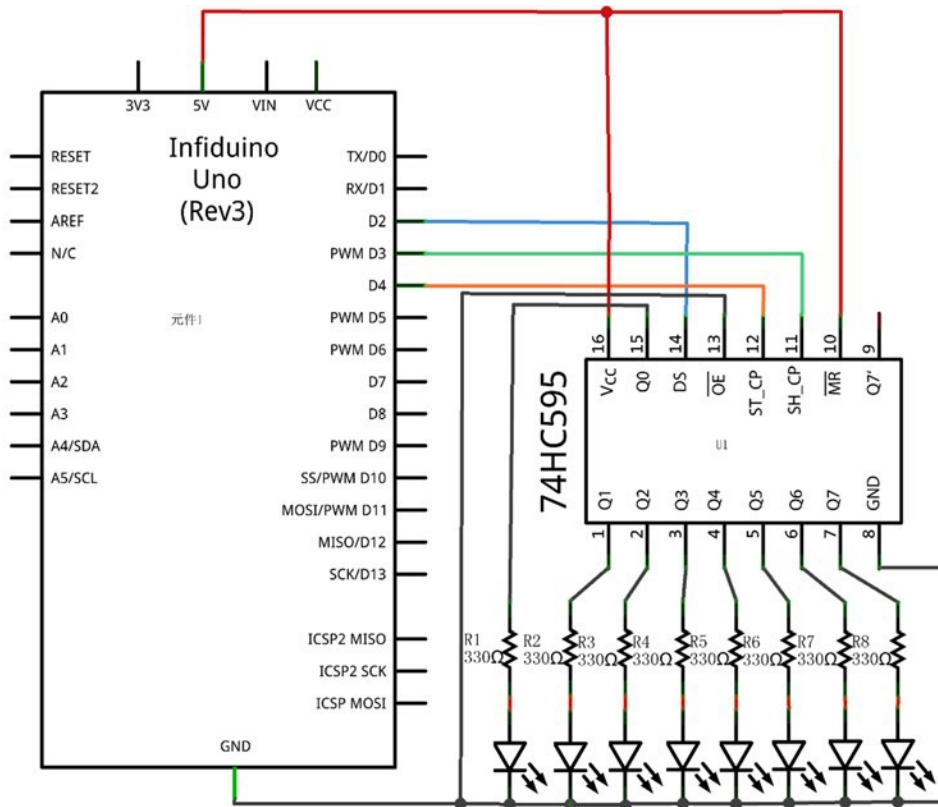 3V3
5V
VIN
VCC
Infiduino
Uno
(Rev3)
RESET
RESET2
AREF
N/C
A0
A1
A2
A3
A4/SDA
A5/SCL
元件1
TX/D0
RX/D1
D2
PWM D3
D4
PWM D5
PWM D6
D7
D8
PWM D9
SS/PWM D10
MOSI/PWM D11
MISO/D12
SCK/D13
ICSP2 MISO
ICSP2 SCK
ICSP MOSI
GND
74HC595
16
15
14
13
12
11
10
9
VCC
Q0
DS
OE
ST_CP
SH_CP
MR
Q7'
U1
Q1
Q2
Q3
Q4
Q5
Q6
Q7
GND
1
2
3
4
5
6
7
8
R1
330Ω
R2
330Ω
R3
330Ω
R4
330Ω
R5
330Ω
R6
330Ω
R7
330Ω
R8
330Ω